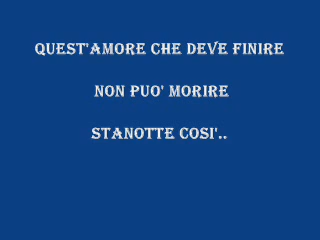 QUEST'AMORE CHE DEVE FINIRE
NON PUO' MORIRE
STANOTTE COSI'..